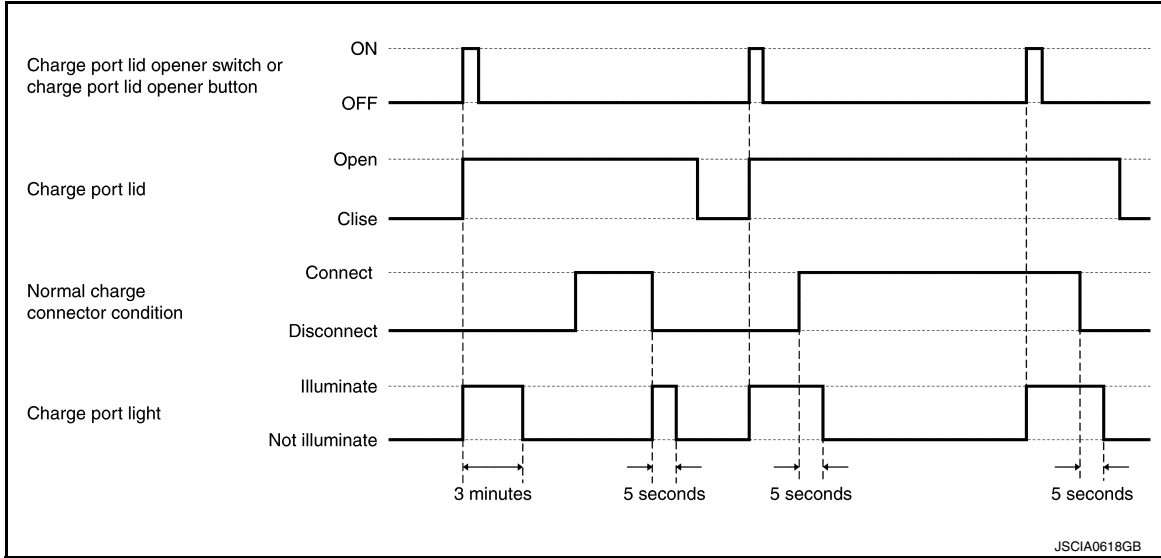 ON
Charge port lid opener switch or
charge port lid opener button
OFF
Open
Charge port lid
Clise
Connect
Normal charge
connector condition
Disconnect
Illuminate
Charge port light
Not illuminate
3 minutes
5 seconds
5 seconds
5 seconds
JSCIA0618GB